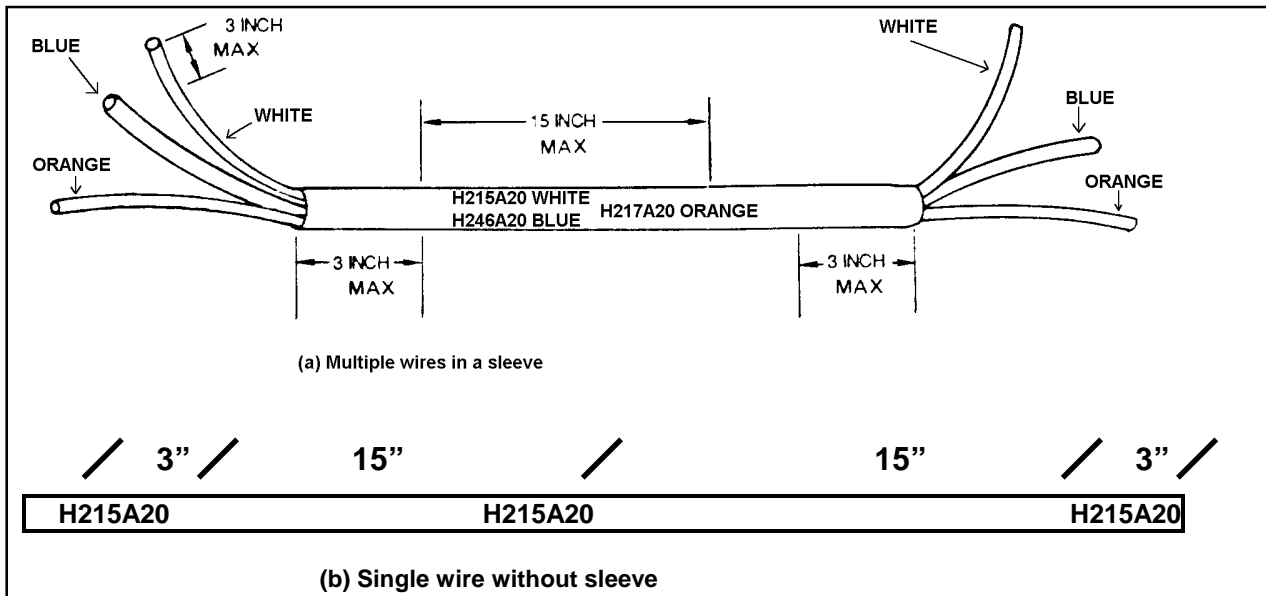 3 INCH
MAX
BLUE
WHITE
ORANGE
15 INCH
MAX
WHITE
BLUE
ORANGE
H215A20 WHITE
H246A20 BLUE
H217A20 ORANGE
3 INCH
MAX
3 INCH
MAX
(a) Multiple wires in a sleeve
3” 15” 15” 3”
H215A20 H215A20 H215A20
(b) Single wire without sleeve